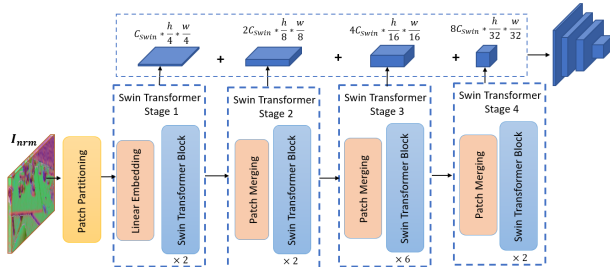 C_Swin * h/4 * w/4
2C_Swin * h/8 * w/8
4C_Swin * h/16 * w/16
8C_Swin * h/32 * w/32
+
+
+
Swin Transformer
Stage 1
Swin Transformer
Stage 2
Swin Transformer
Stage 3
Swin Transformer
Stage 4
I_nrm
Patch Partitioning
Linear Embedding
Swin Transformer Block
× 2
Patch Merging
Swin Transformer Block
× 2
Patch Merging
Swin Transformer Block
× 6
Patch Merging
Swin Transformer Block
× 2